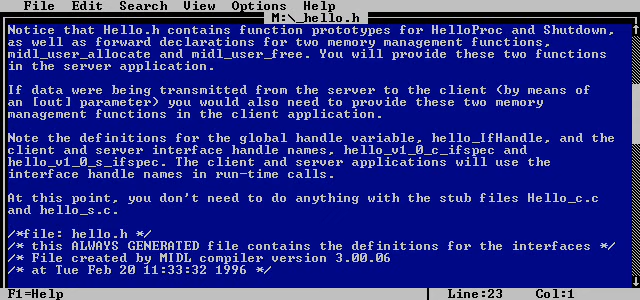 File Edit Search View Options Help
M:\_hello.h
Notice that Hello.h contains function prototypes for HelloProc and Shutdown,
as well as forward declarations for two memory management functions,
midl_user_allocate and midl_user_free. You will provide these two functions
in the server application.
If data were being transmitted from the server to the client (by means of
an [out] parameter) you would also need to provide these two memory
management functions in the client application.
Note the definitions for the global handle variable, hello_IfHandle, and the
client and server interface handle names, hello_v1_0_c_ifspec and
hello_v1_0_s_ifspec. The client and server applications will use the
interface handle names in run-time calls.
At this point, you don't need to do anything with the stub files Hello_c.c
and hello_s.c.
/*file: hello.h */
/* this ALWAYS GENERATED file contains the definitions for the interfaces */
/* File created by MIDL compiler version 3.00.06
/* at Tue Feb 20 11:33:32 1996 */
F1=Help Line:23 Col:1